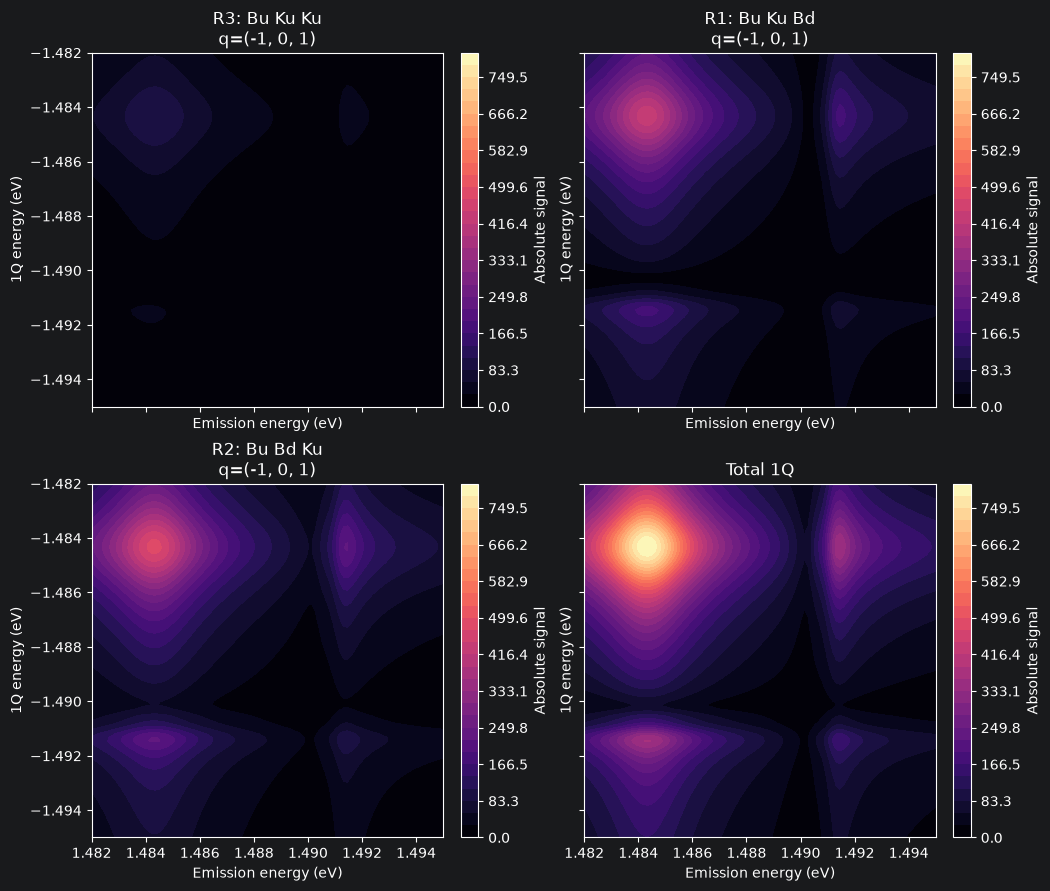 R3: Bu Ku Ku
q=(-1, 0, 1)
−1.482
−1.484
−1.486
−1.488
−1.490
−1.492
−1.494
1Q energy (eV)
Emission energy (eV)
749.5
666.2
582.9
499.6
416.4
333.1
249.8
166.5
83.3
0.0
Absolute signal
R1: Bu Ku Bd
q=(-1, 0, 1)
1Q energy (eV)
Emission energy (eV)
749.5
666.2
582.9
499.6
416.4
333.1
249.8
166.5
83.3
0.0
Absolute signal
R2: Bu Bd Ku
q=(-1, 0, 1)
−1.482
−1.484
−1.486
−1.488
−1.490
−1.492
−1.494
1Q energy (eV)
1.482 1.484 1.486 1.488 1.490 1.492 1.494
Emission energy (eV)
749.5
666.2
582.9
499.6
416.4
333.1
249.8
166.5
83.3
0.0
Absolute signal
Total 1Q
1Q energy (eV)
1.482 1.484 1.486 1.488 1.490 1.492 1.494
Emission energy (eV)
749.5
666.2
582.9
499.6
416.4
333.1
249.8
166.5
83.3
0.0
Absolute signal